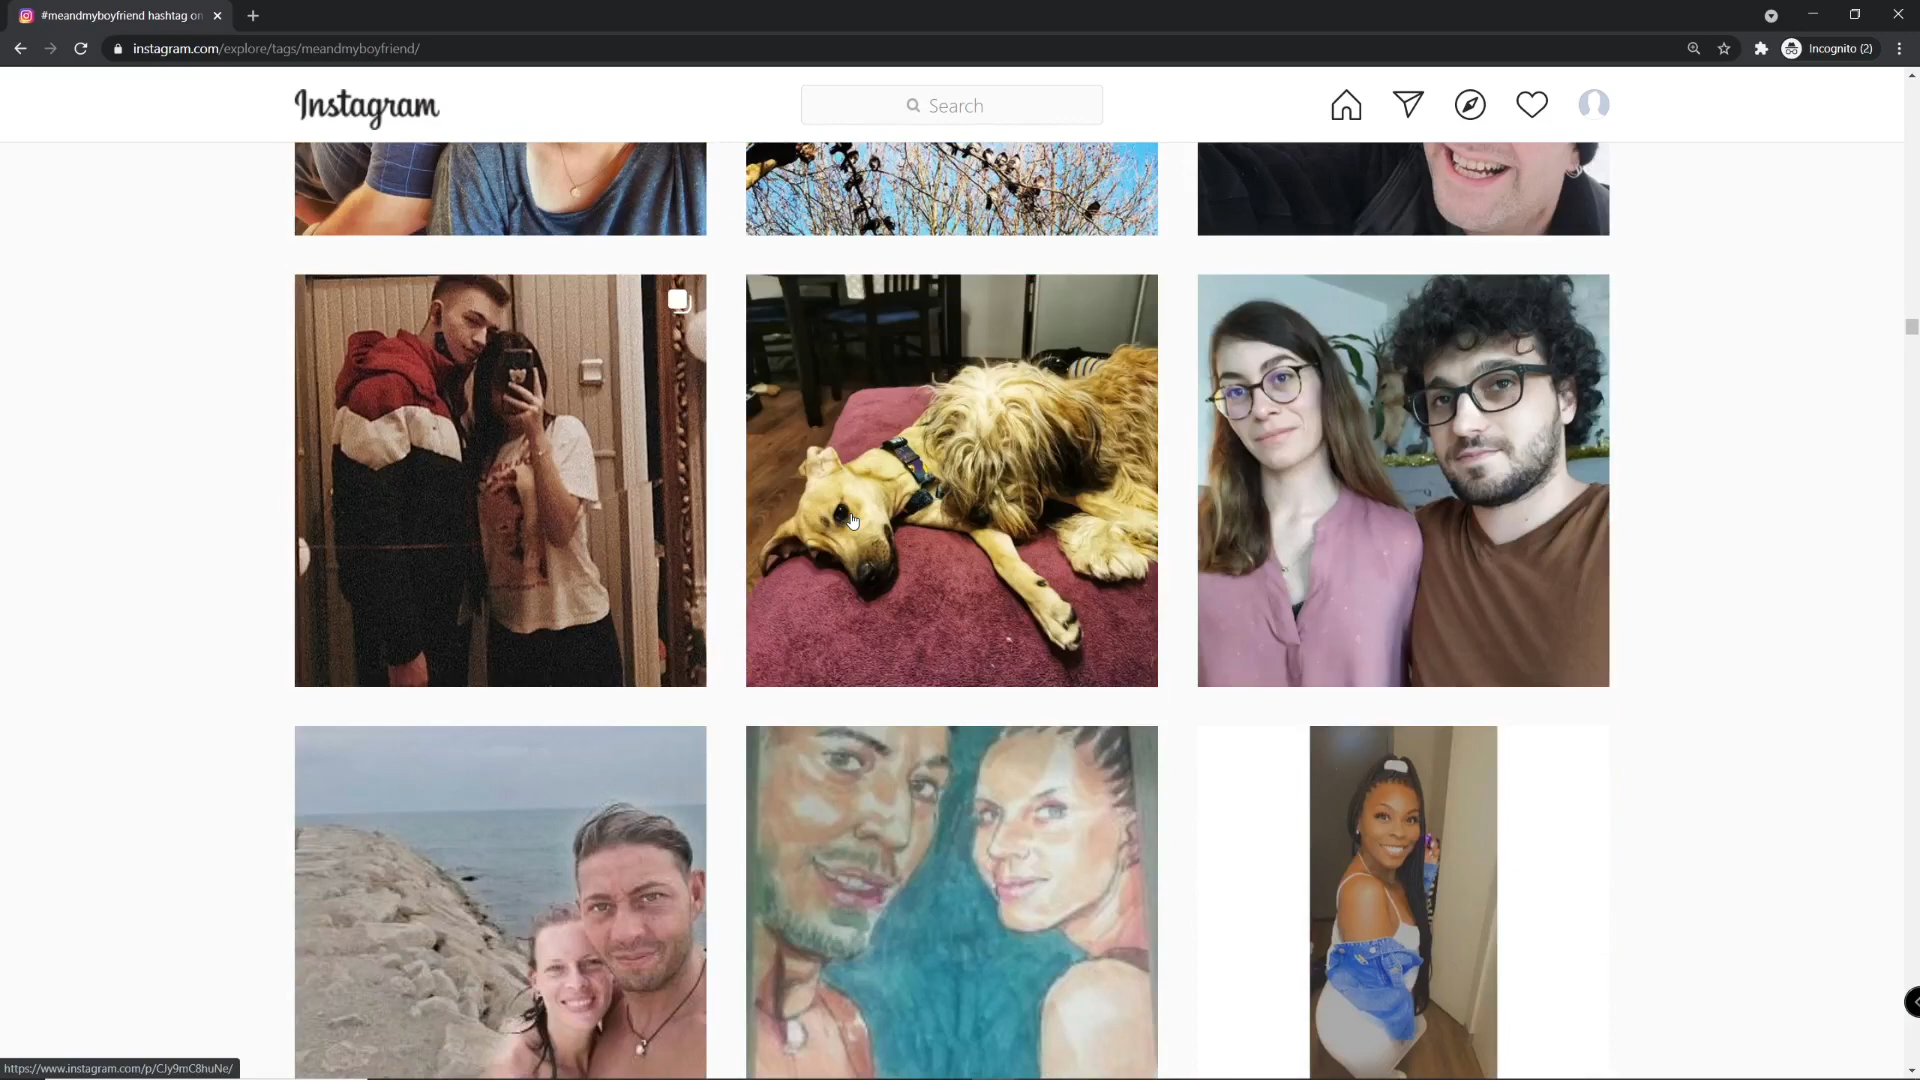 #meandmyboyfriend hashtag on
instagram.com/explore/tags/meandmyboyfriend/
Incognito (2)
Instagram
Search
https://www.instagram.com/p/CJy9mC8huNe/